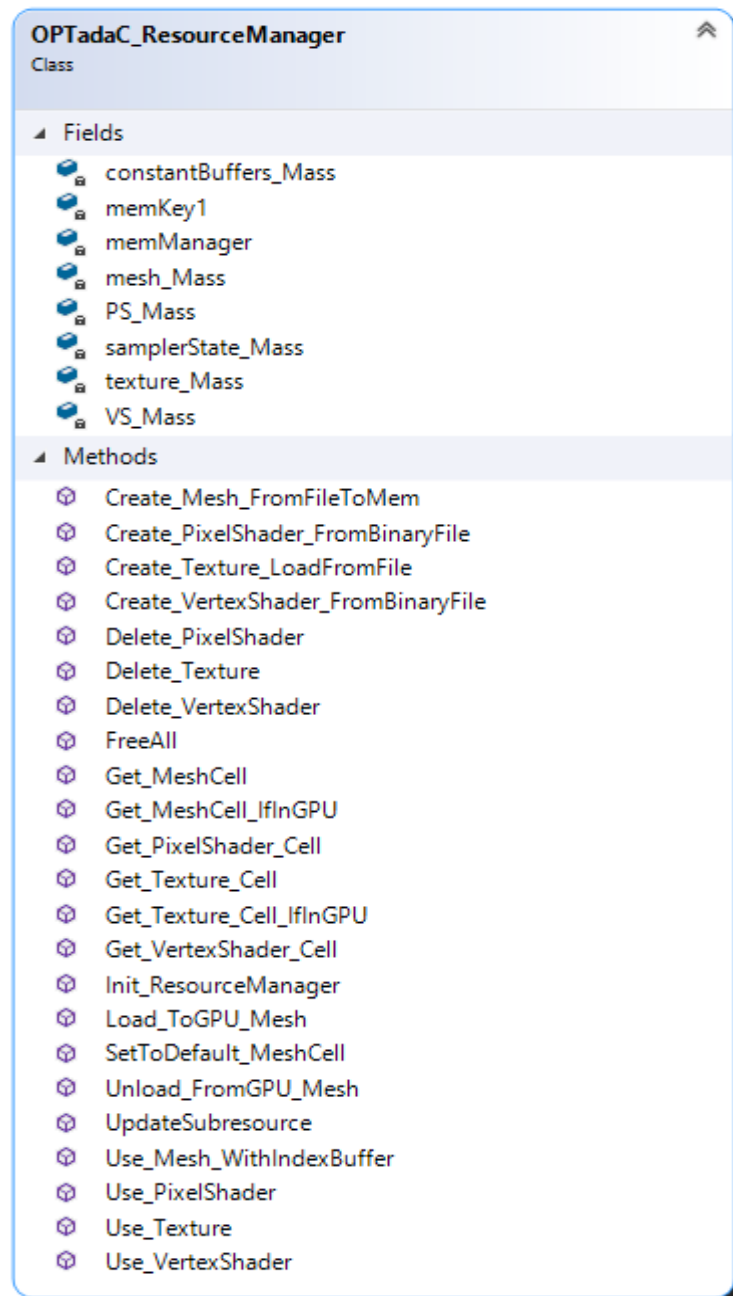 OPTadaC_ResourceManager
Class
Fields
constantBuffers_Mass
memKey1
memManager
mesh_Mass
PS_Mass
samplerState_Mass
texture_Mass
VS_Mass
Methods
Create_Mesh_FromFileToMem
Create_PixelShader_FromBinaryFile
Create_Texture_LoadFromFile
Create_VertexShader_FromBinaryFile
Delete_PixelShader
Delete_Texture
Delete_VertexShader
FreeAll
Get_MeshCell
Get_MeshCell_IfInGPU
Get_PixelShader_Cell
Get_Texture_Cell
Get_Texture_Cell_IfInGPU
Get_VertexShader_Cell
Init_ResourceManager
Load_ToGPU_Mesh
SetToDefault_MeshCell
Unload_FromGPU_Mesh
UpdateSubresource
Use_Mesh_WithIndexBuffer
Use_PixelShader
Use_Texture
Use_VertexShader